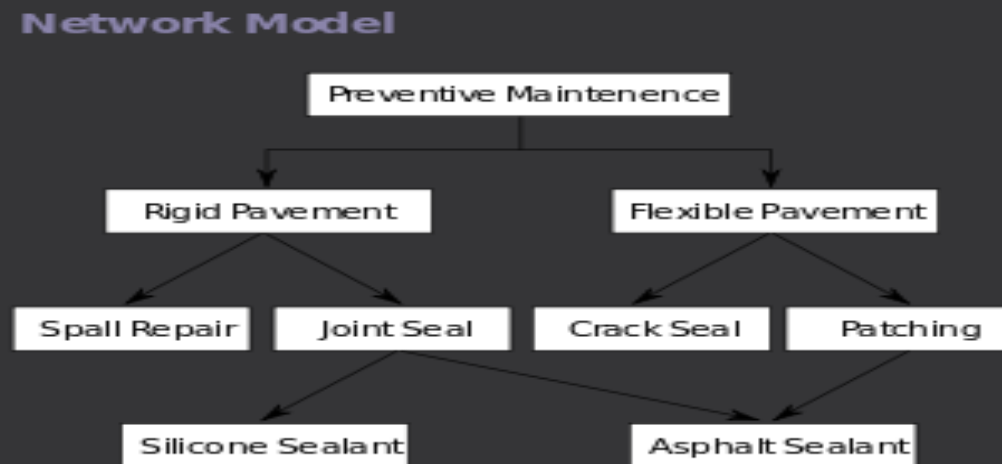 Network Model
Preventive Maintenence
Rigid Pavement
Flexible Pavement
Spall Repair
Joint Seal
Crack Seal
Patching
Silicone Sealant
Asphalt Sealant